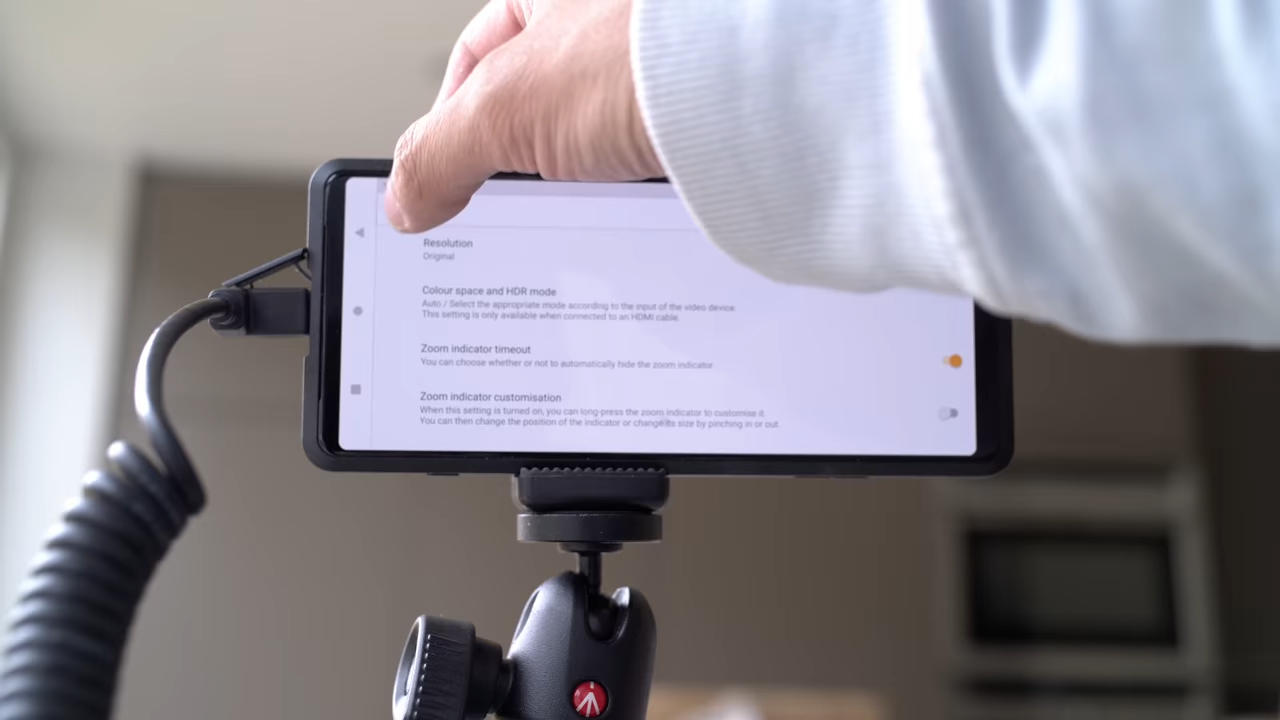 Resolution
Original
Colour space and HDR mode
Auto / Select the appropriate mode according to the input of the video device.
This setting is only available when connected to an HDMI cable.
Zoom indicator timeout
You can choose whether or not to automatically hide the zoom indicator
Zoom indicator customisation
When this setting is turned on, you can long-press the zoom indicator to customise it.
You can then change the position of the indicator or change its size by pinching in or out.